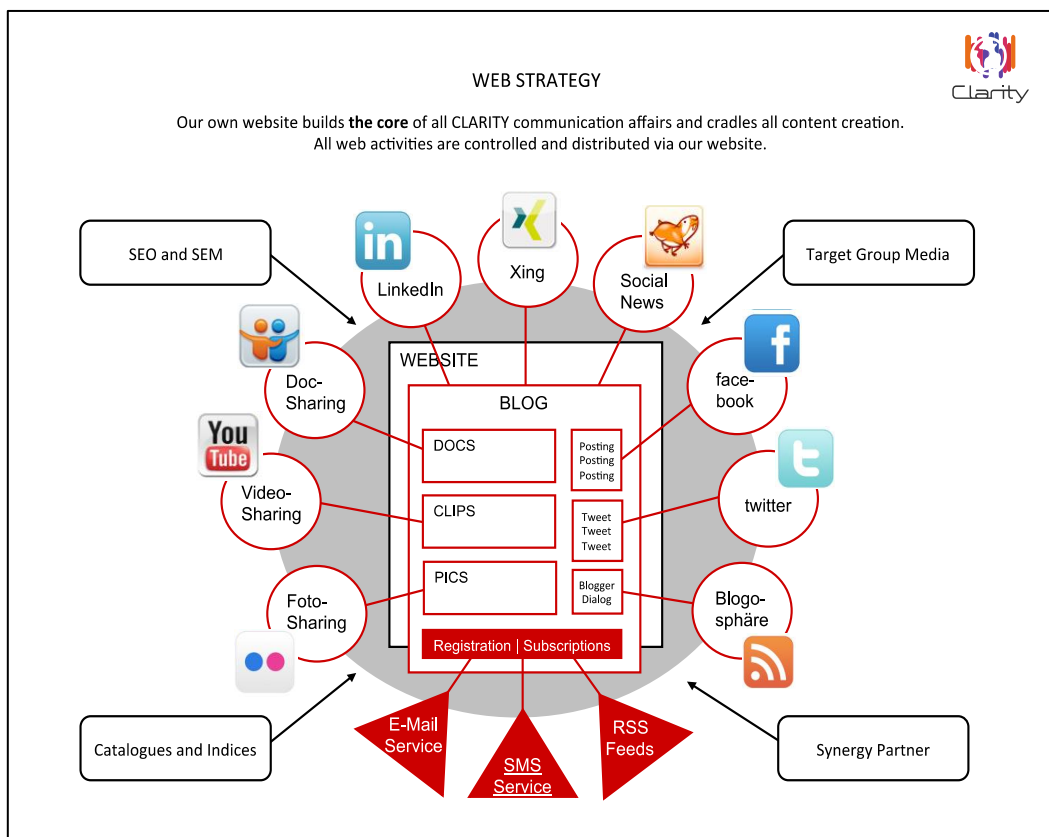 Clarity
WEB STRATEGY
Our own website builds the core of all CLARITY communication affairs and cradles all content creation.
All web activities are controlled and distributed via our website.
SEO and SEM
in
LinkedIn
Xing
Social
News
Target Group Media
Doc-
Sharing
WEBSITE
f
face-
book
BLOG
You
Tube
Video-
Sharing
DOCS
Posting
Posting
Posting
t
twitter
CLIPS
Tweet
Tweet
Tweet
Foto-
Sharing
PICS
Blogger
Dialog
Blogo-
sphäre
Registration | Subscriptions
E-Mail
Service
SMS
Service
RSS
Feeds
Catalogues and Indices
Synergy Partner